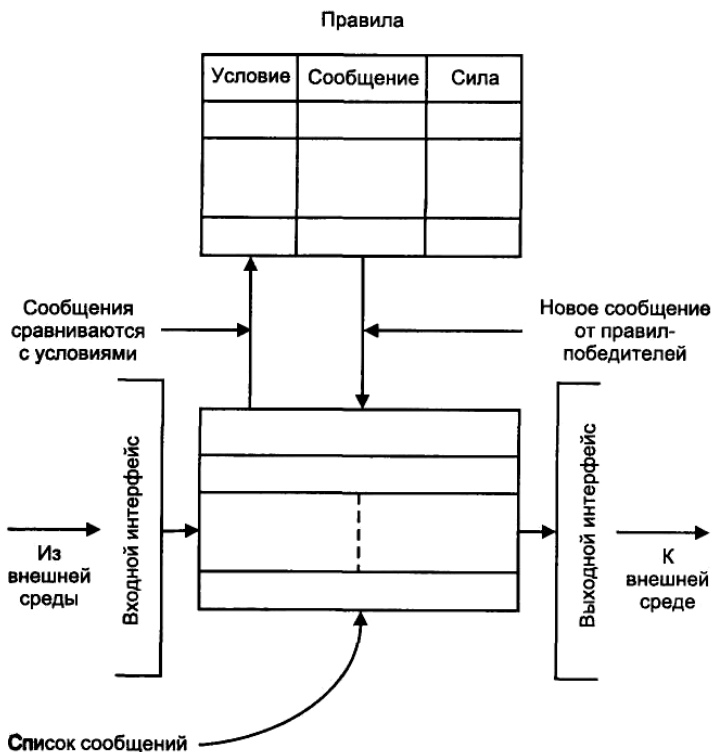 Правила
Условие Сообщение Сила
Сообщения
сравниваются
с условиями
Новое сообщение
от правил-
победителей
Входной интерфейс
Выходной интерфейс
Из
внешней
среды
К
внешней
среде
Список сообщений